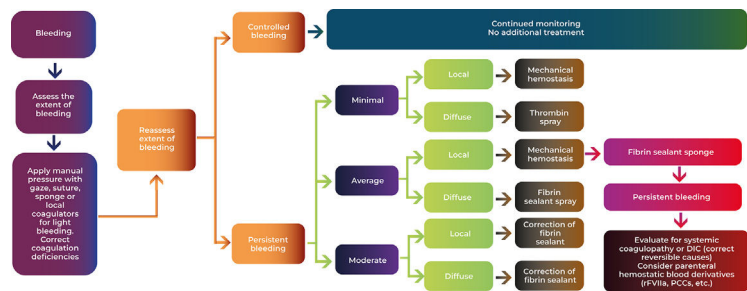 Bleeding
Assess the
extent of
bleeding
Apply manual
pressure with
gaze, suture,
sponge or
local
coagulators
for light
bleeding.
Correct
coagulation
deficiencies
Reassess
extent of
bleeding
Controlled
bleeding
Continued monitoring
No additional treatment
Persistent
bleeding
Minimal
Local
Mechanical
hemostasis
Diffuse
Thrombin
spray
Average
Local
Mechanical
hemostasis
Fibrin sealant sponge
Persistent bleeding
Evaluate for systemic
coagulopathy or DIC (correct
reversible causes)
Consider parenteral
hemostatic blood derivatives
(rFVIIa, PCCs, etc.)
Diffuse
Fibrin
sealant spray
Moderate
Local
Correction
of fibrin
sealant
Diffuse
Correction of
fibrin sealant